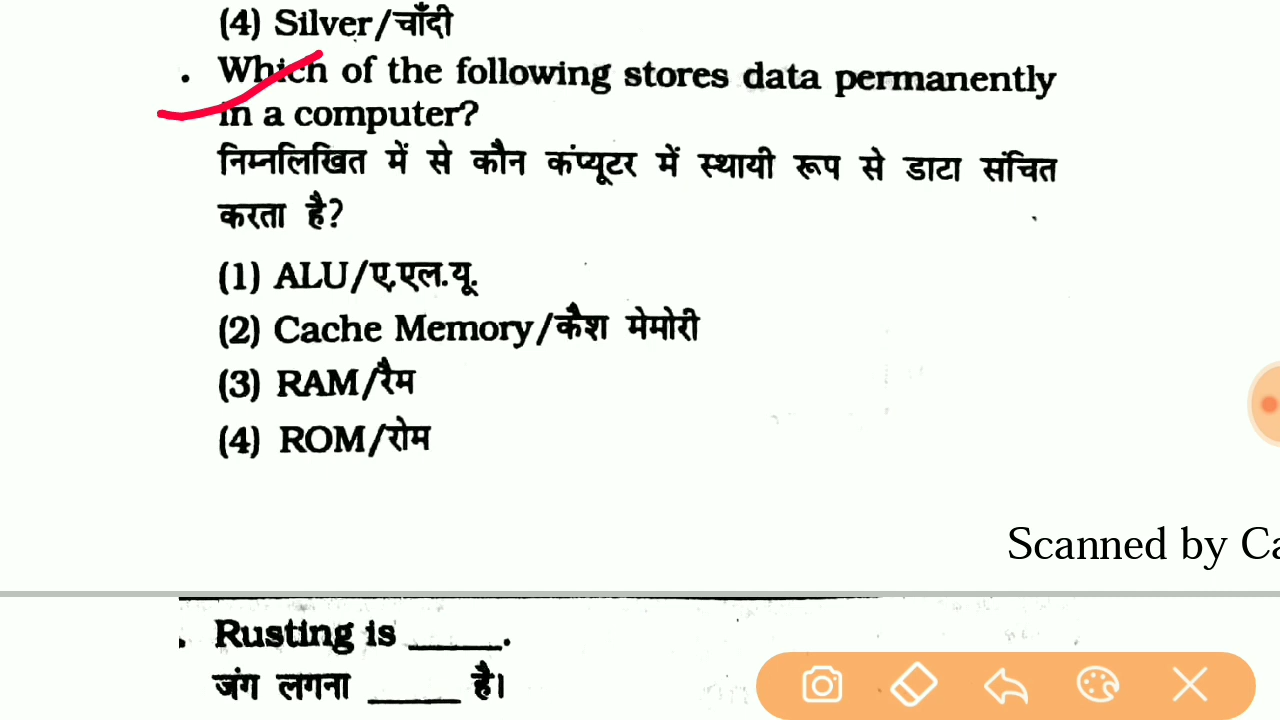 (4) Silver/चाँदी
. Which of the following stores data permanently
in a computer?
निम्नलिखित में से कौन कंप्यूटर में स्थायी रूप से डाटा संचित
करता है?
(1) ALU/ए.एल.यू.
(2) Cache Memory/कैश मेमोरी
(3) RAM/रैम
(4) ROM/रोम
Scanned by Ca
. Rusting is _____.
जंग लगना _____ है।